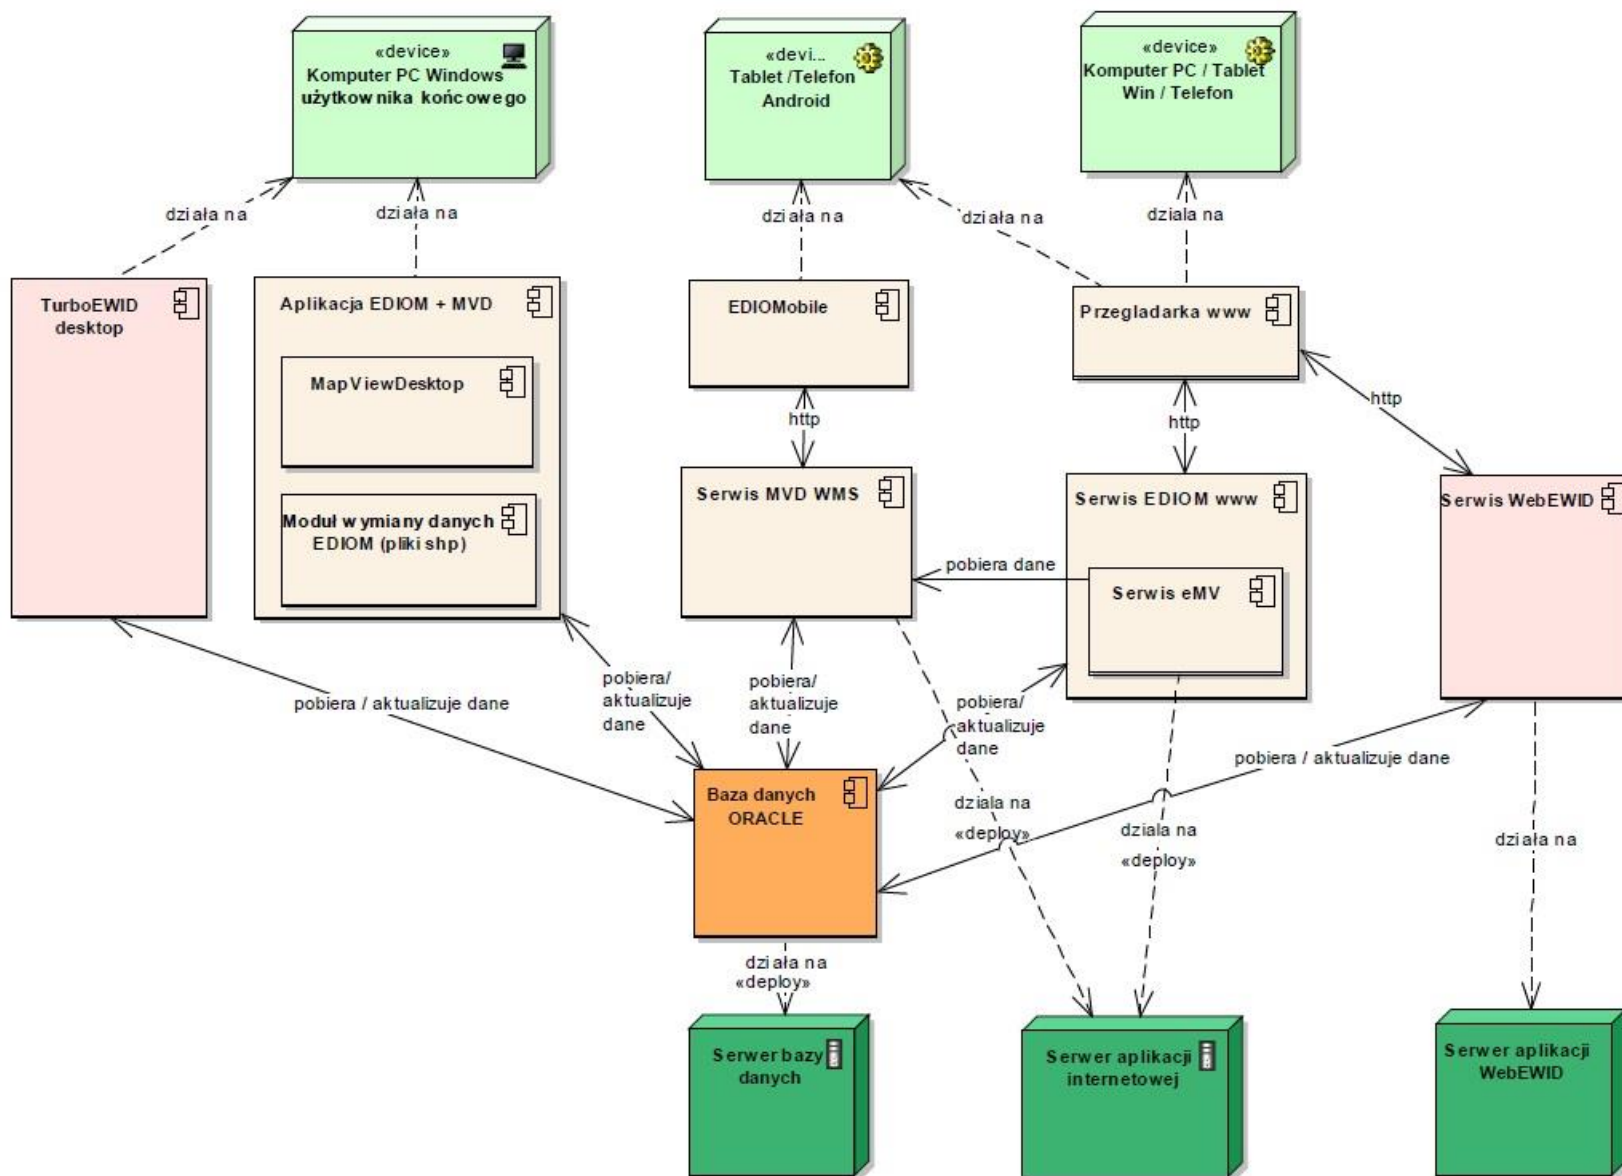 «device»
Komputer PC Windows
użytkownika końcowego
«devi...
Tablet /Telefon
Android
«device»
Komputer PC / Tablet
Win / Telefon
działa na
działa na
działa na
działa na
dziala na
TurboEWID
desktop
Aplikacja EDIOM + MVD
MapViewDesktop
Moduł wymiany danych
EDIOM (pliki shp)
EDIOMobile
Przegladarka www
http
http
http
Serwis MVD WMS
Serwis EDIOM www
Serwis eMV
Serwis WebEWID
pobiera dane
pobiera / aktualizuje dane
pobiera/
aktualizuje
dane
pobiera/
aktualizuje
dane
pobiera/
aktualizuje
dane
pobiera / aktualizuje dane
Baza danych
ORACLE
dziala na
«deploy»
dziala na
«deploy»
działa na
działa na
«deploy»
Serwer bazy
danych
Serwer aplikacji
internetowej
Serwer aplikacji
WebEWID